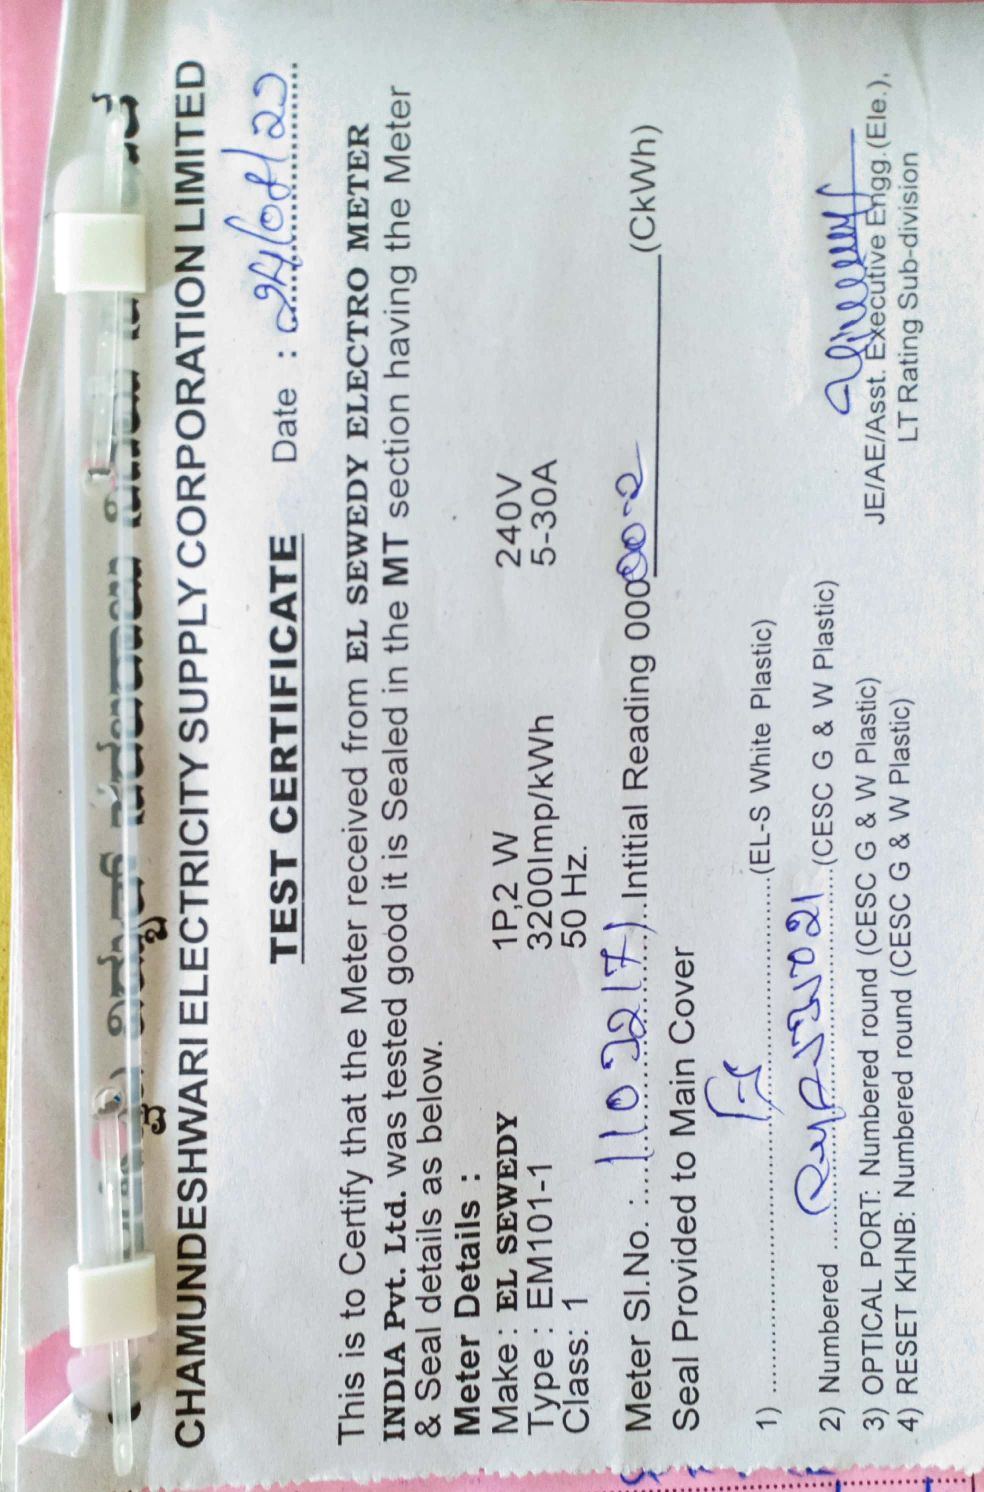 CHAMUNDESHWARI ELECTRICITY SUPPLY CORPORATION LIMITED
TEST CERTIFICATE Date :
This is to Certify that the Meter received from EL SEWEDY ELECTRO METER
INDIA Pvt. Ltd. was tested good it is Sealed in the MT section having the Meter
& Seal details as below.
Meter Details :
Make : EL SEWEDY 1P,2 W 240V
Type : EM101-1 3200Imp/kWh 5-30A
Class: 1 50 Hz.
Meter Sl.No. : 11022171 Intitial Reading 00000-2 (CkWh)
Seal Provided to Main Cover
1) (EL-S White Plastic)
2) Numbered (CESC G & W Plastic)
3) OPTICAL PORT: Numbered round (CESC G & W Plastic)
4) RESET KHNB: Numbered round (CESC G & W Plastic)
JE/AE/Asst. Executive Engg.(Ele.),
LT Rating Sub-division